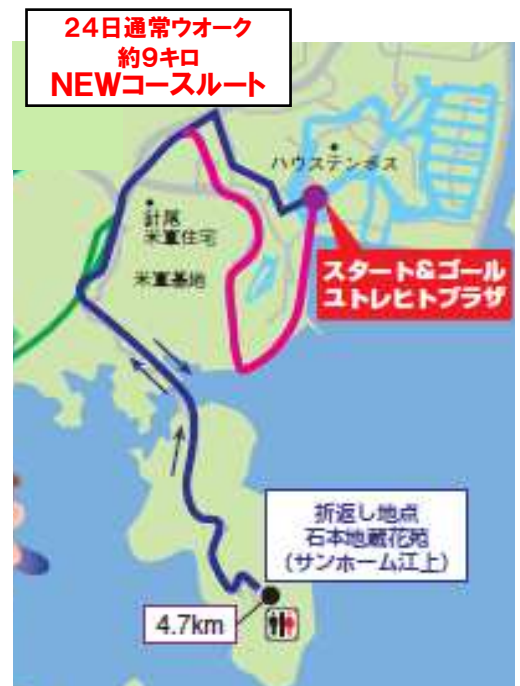 24日通常ウオーク
約9キロ
NEWコースルート
ハウステンボス
針尾
米軍住宅
米軍基地
スタート&ゴール
ユトレヒトプラザ
折返し地点
石本地蔵花苑
(サンホーム江上)
4.7km